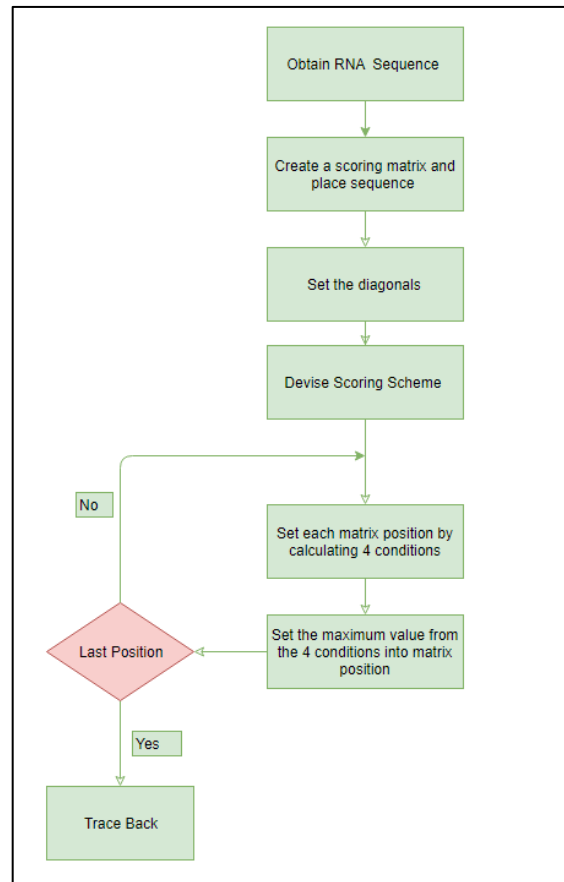 Obtain RNA Sequence
Create a scoring matrix and
place sequence
Set the diagonals
Devise Scoring Scheme
No
Set each matrix position by
calculating 4 conditions
Last Position
Set the maximum value from
the 4 conditions into matrix
position
Yes
Trace Back